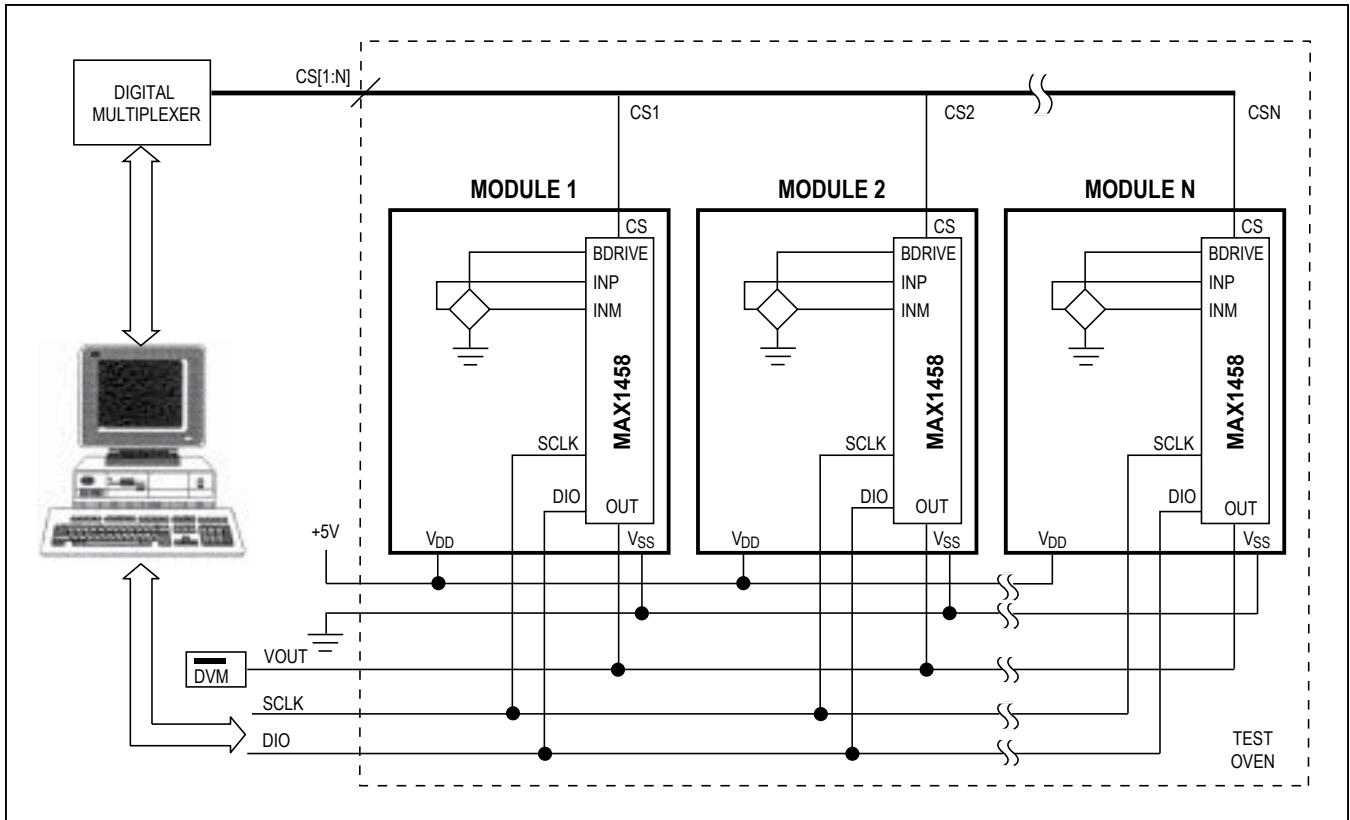 DIGITAL
MULTIPLEXER
CS[1:N]
CS1
CS2
CSN
MODULE 1
MODULE 2
MODULE N
CS
BDRIVE
INP
INM
MAX1458
SCLK
DIO
OUT
VDD
VSS
CS
BDRIVE
INP
INM
MAX1458
SCLK
DIO
OUT
VDD
VSS
CS
BDRIVE
INP
INM
MAX1458
SCLK
DIO
OUT
VDD
VSS
+5V
VOUT
DVM
SCLK
DIO
TEST
OVEN